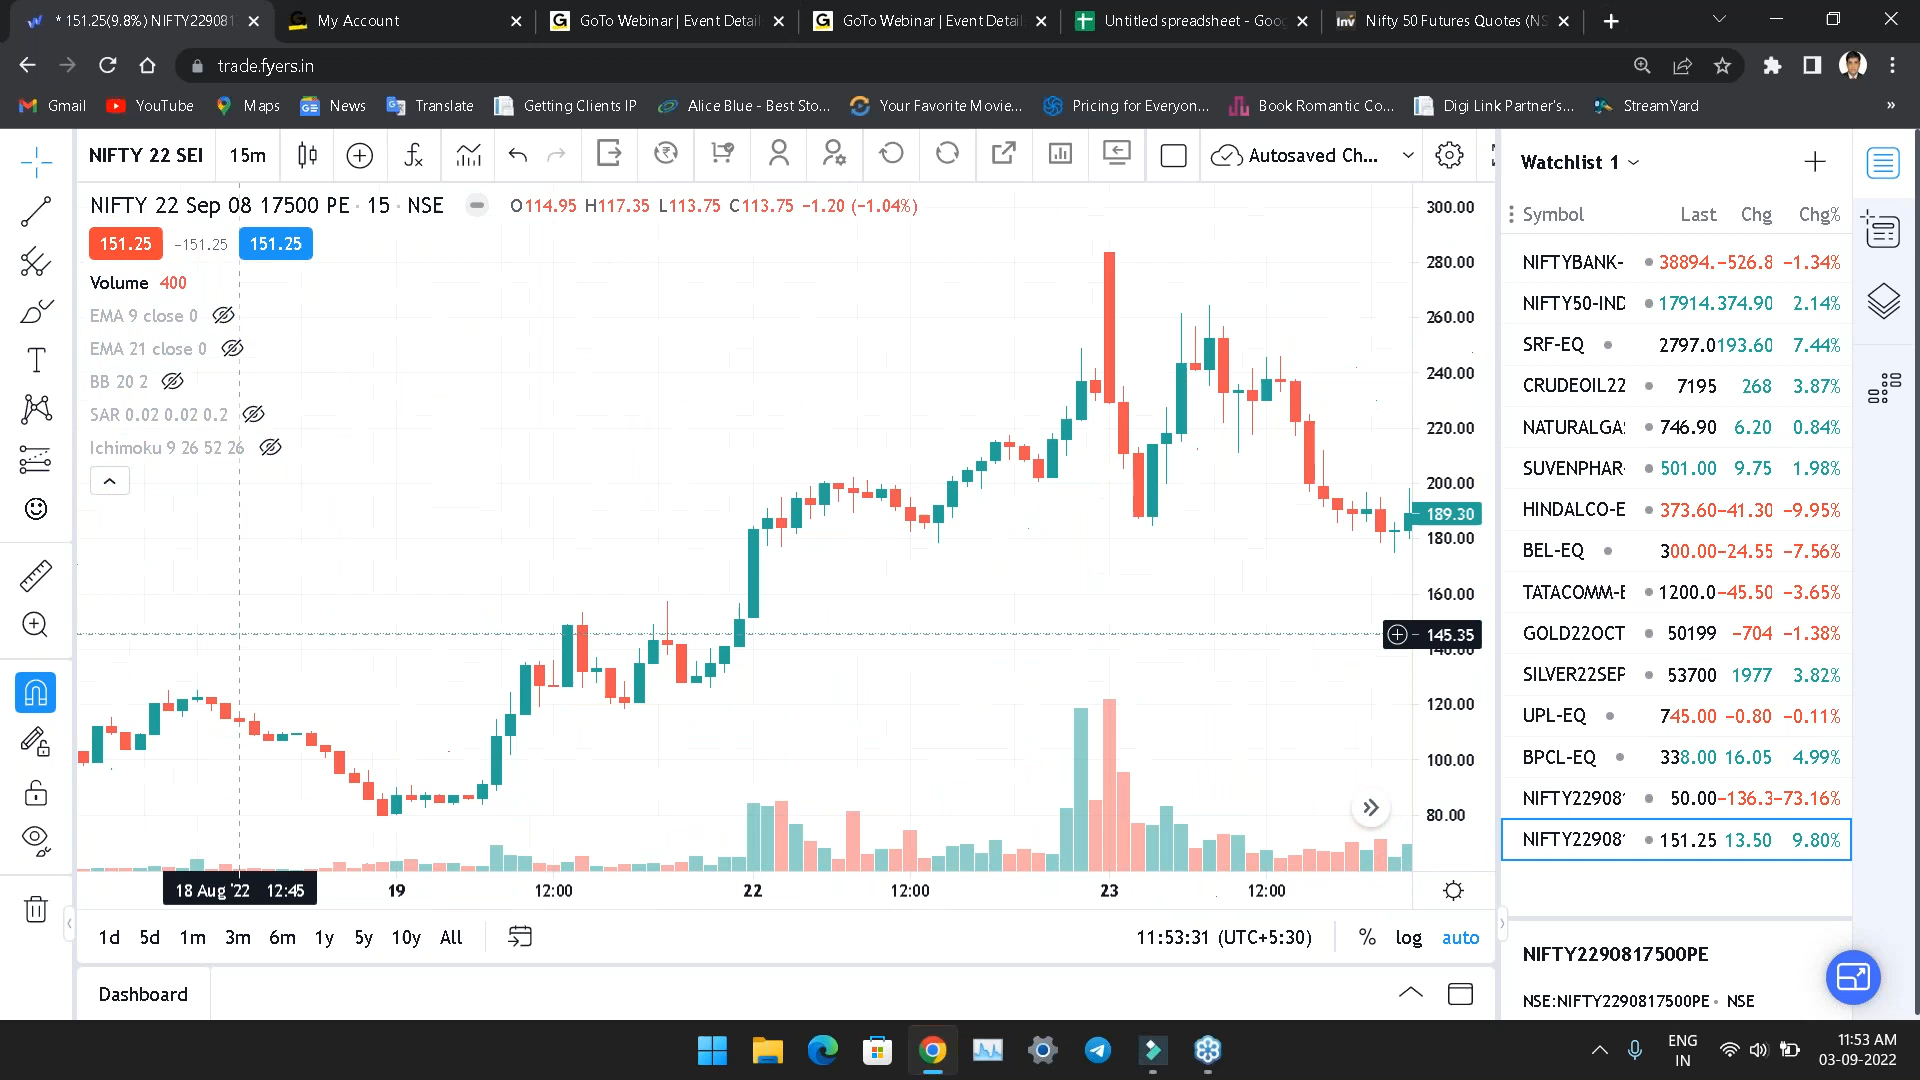 * 151.25(9.8%) NIFTY229081
My Account
GoTo Webinar | Event Detail
GoTo Webinar | Event Detail
Untitled spreadsheet - Goog
Inv
Nifty 50 Futures Quotes (NS
trade.fyers.in
Gmail
YouTube
Maps
News
Translate
Getting Clients IP
Alice Blue - Best Sto...
Your Favorite Movie...
Pricing for Everyon...
Book Romantic Co...
Digi Link Partner's...
StreamYard
»
NIFTY 22 SEI
15m
Autosaved Ch...
NIFTY 22 Sep 08 17500 PE · 15 · NSE
O114.95 H117.35 L113.75 C113.75 −1.20 (−1.04%)
151.25 −151.25 151.25
Volume 400
EMA 9 close 0
EMA 21 close 0
BB 20 2
SAR 0.02 0.02 0.2
Ichimoku 9 26 52 26
300.00
280.00
260.00
240.00
220.00
200.00
189.30
180.00
160.00
145.35
140.00
120.00
100.00
80.00
18 Aug '22 12:45
19
12:00
22
12:00
23
12:00
1d 5d 1m 3m 6m 1y 5y 10y All
11:53:31 (UTC+5:30)
% log auto
Dashboard
Watchlist 1
Symbol Last Chg Chg%
NIFTYBANK- 38894.−526.8 −1.34%
NIFTY50-IND 17914.374.90 2.14%
SRF-EQ 2797.0193.60 7.44%
CRUDEOIL22 7195 268 3.87%
NATURALGA 746.90 6.20 0.84%
SUVENPHAR- 501.00 9.75 1.98%
HINDALCO-E 373.60−41.30 −9.95%
BEL-EQ 300.00−24.55 −7.56%
TATACOMM-E 1200.0−45.50 −3.65%
GOLD22OCT 50199 −704 −1.38%
SILVER22SEP 53700 1977 3.82%
UPL-EQ 745.00 −0.80 −0.11%
BPCL-EQ 338.00 16.05 4.99%
NIFTY22908 50.00−136.3−73.16%
NIFTY22908 151.25 13.50 9.80%
NIFTY2290817500PE
NSE:NIFTY2290817500PE · NSE
ENG
IN
11:53 AM
03-09-2022